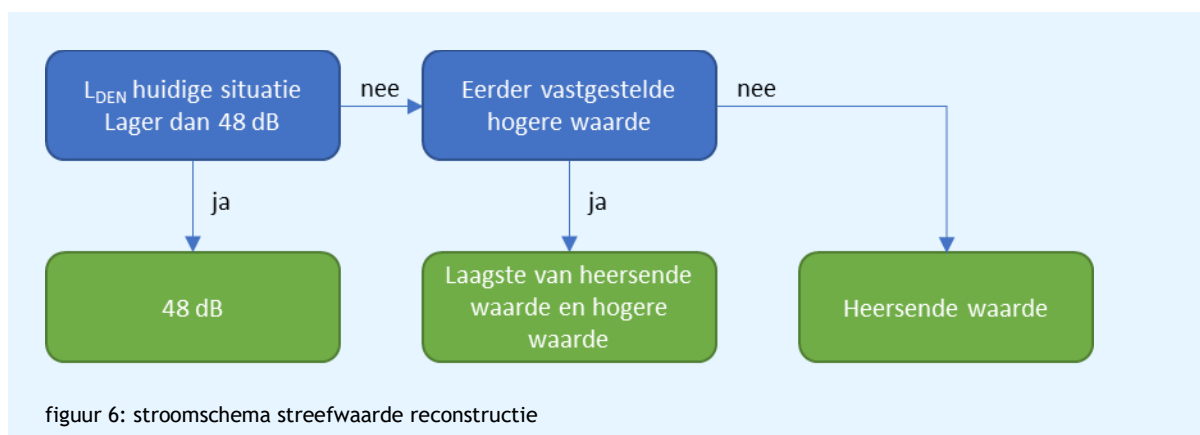 L_DEN huidige situatie
Lager dan 48 dB
nee
Eerder vastgestelde
hogere waarde
nee
ja
ja
48 dB
Laagste van heersende
waarde en hogere
waarde
Heersende waarde
figuur 6: stroomschema streefwaarde reconstructie